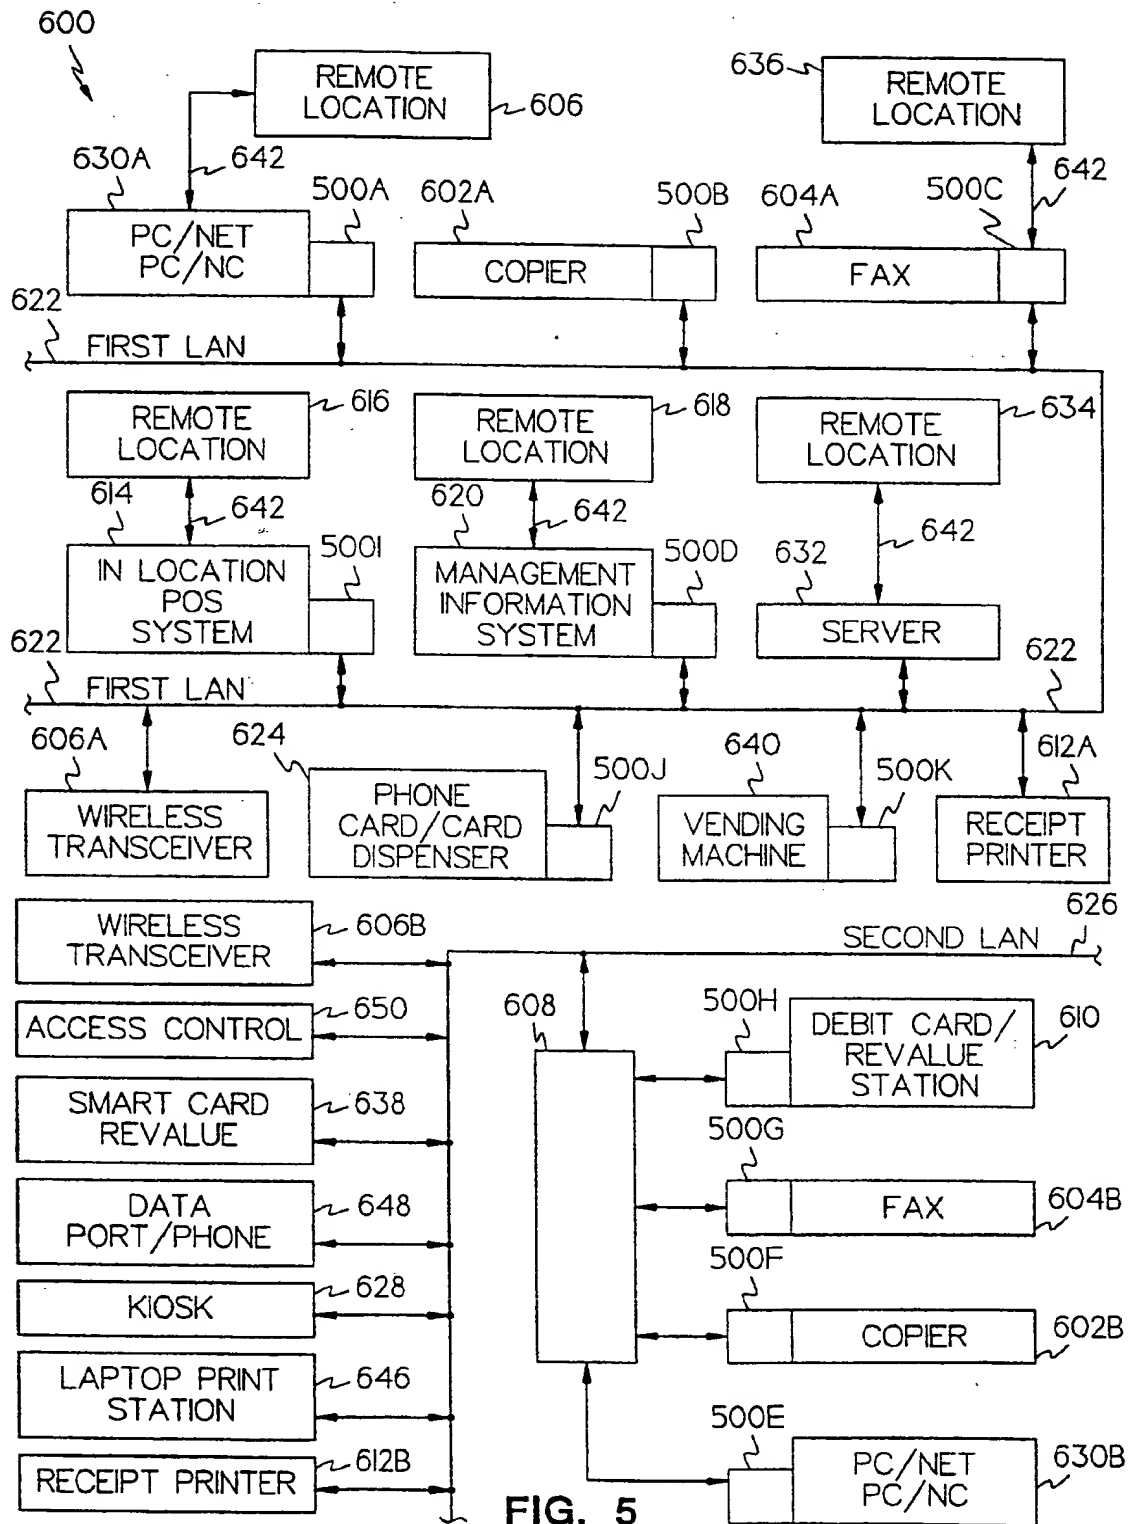 600
REMOTE
LOCATION
606
636
REMOTE
LOCATION
630A
642
500A
602A
500B
604A
500C
642
PC/NET
PC/NC
COPIER
FAX
622
FIRST LAN
REMOTE
LOCATION
616
REMOTE
LOCATION
618
REMOTE
LOCATION
634
614
642
620
642
642
IN LOCATION
POS
SYSTEM
500I
MANAGEMENT
INFORMATION
SYSTEM
500D
632
SERVER
622
FIRST LAN
622
606A
WIRELESS
TRANSCEIVER
624
PHONE
CARD/CARD
DISPENSER
500J
640
VENDING
MACHINE
500K
612A
RECEIPT
PRINTER
626
SECOND LAN
WIRELESS
TRANSCEIVER
606B
ACCESS CONTROL
650
SMART CARD
REVALUE
638
DATA
PORT/PHONE
648
KIOSK
628
LAPTOP PRINT
STATION
646
RECEIPT PRINTER
612B
608
500H
DEBIT CARD/
REVALUE
STATION
610
500G
FAX
604B
500F
COPIER
602B
500E
PC/NET
PC/NC
630B
FIG. 5